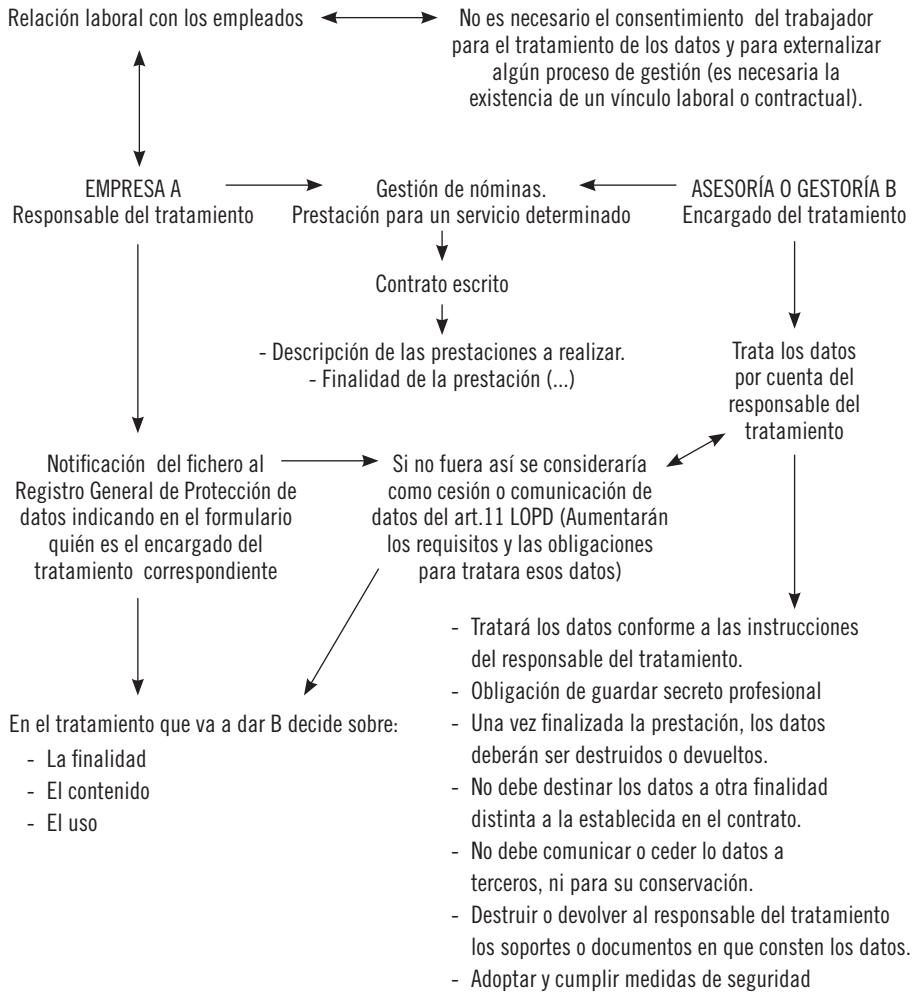 Relación laboral con los empleados
No es necesario el consentimiento del trabajador
para el tratamiento de los datos y para externalizar
algún proceso de gestión (es necesaria la
existencia de un vínculo laboral o contractual).
EMPRESA A
Responsable del tratamiento
Gestión de nóminas.
Prestación para un servicio determinado
ASESORÍA O GESTORÍA B
Encargado del tratamiento
Contrato escrito
- Descripción de las prestaciones a realizar.
- Finalidad de la prestación (...)
Trata los datos
por cuenta del
responsable del
tratamiento
Notificación del fichero al
Registro General de Protección de
datos indicando en el formulario
quién es el encargado del
tratamiento correspondiente
Si no fuera así se consideraría
como cesión o comunicación de
datos del art.11 LOPD (Aumentarán
los requisitos y las obligaciones
para tratara esos datos)
En el tratamiento que va a dar B decide sobre:
- La finalidad
- El contenido
- El uso
- Tratará los datos conforme a las instrucciones
del responsable del tratamiento.
- Obligación de guardar secreto profesional
- Una vez finalizada la prestación, los datos
deberán ser destruidos o devueltos.
- No debe destinar los datos a otra finalidad
distinta a la establecida en el contrato.
- No debe comunicar o ceder lo datos a
terceros, ni para su conservación.
- Destruir o devolver al responsable del tratamiento
los soportes o documentos en que consten los datos.
- Adoptar y cumplir medidas de seguridad